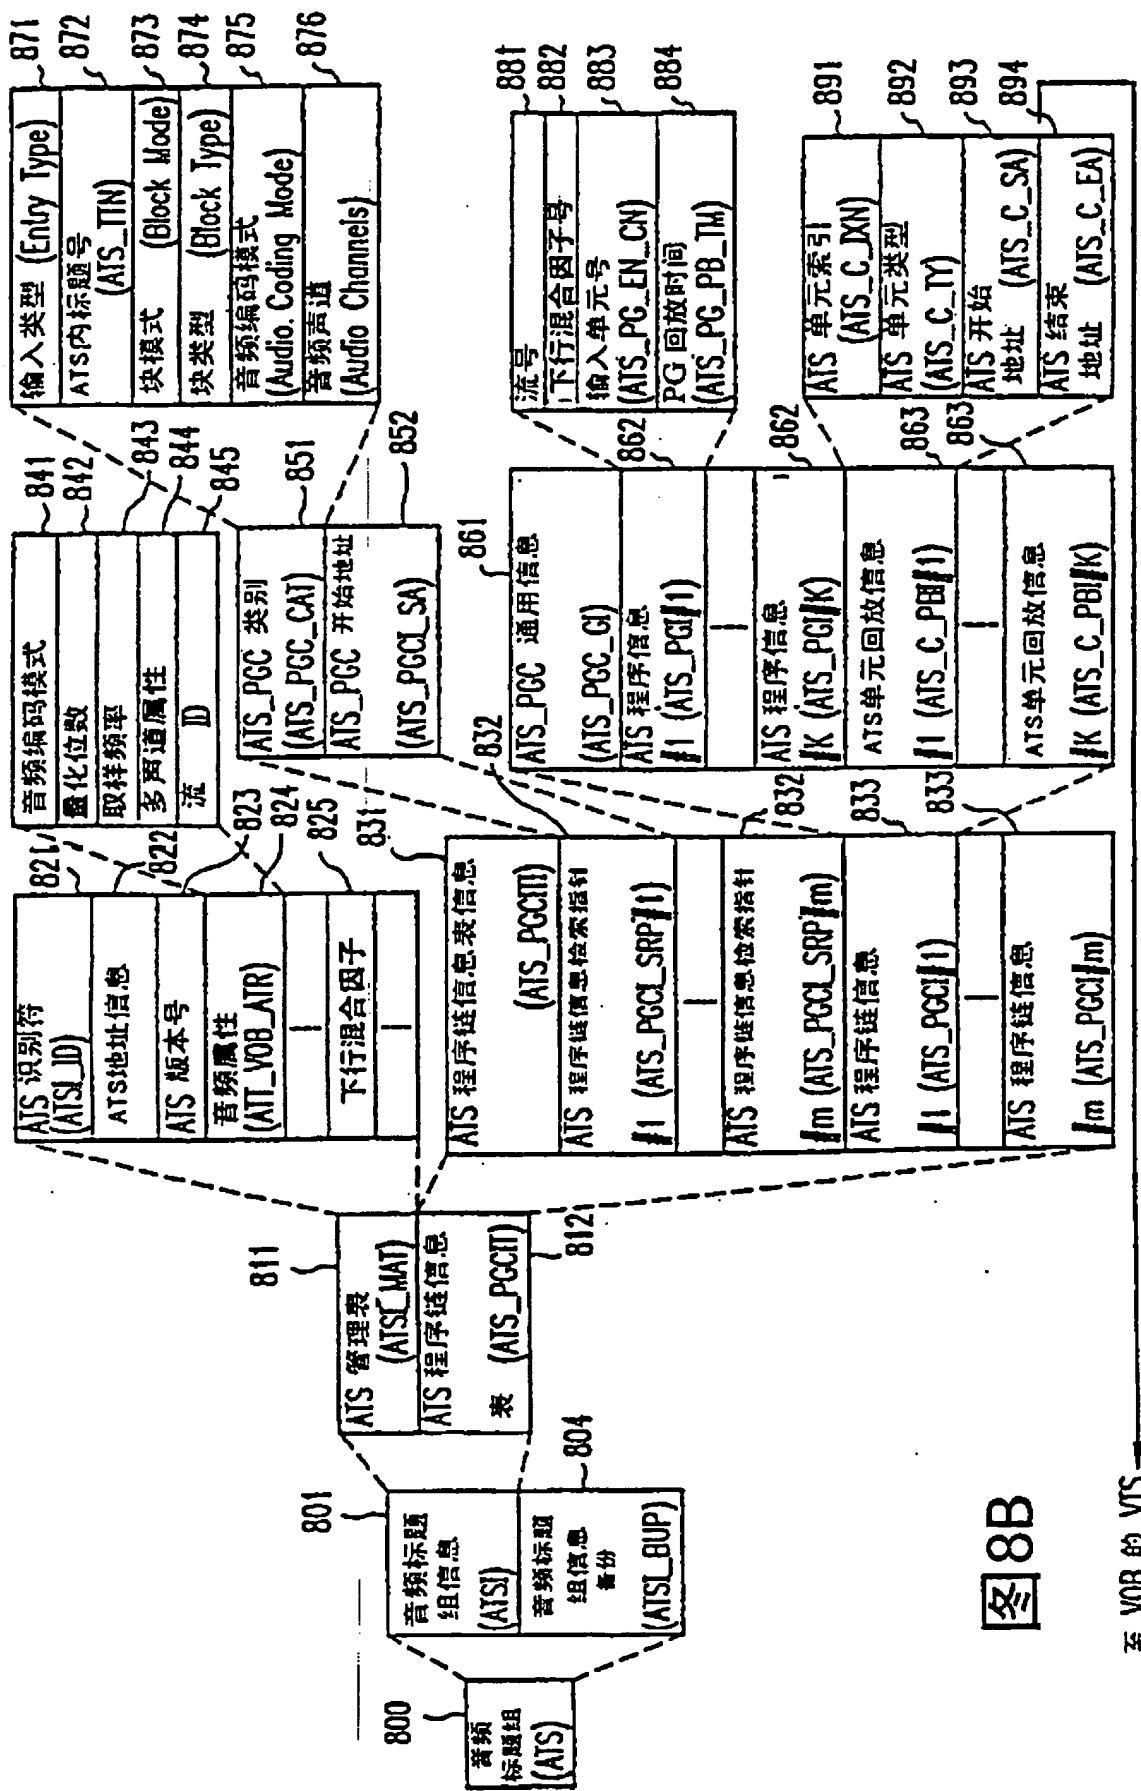 800
音频
标题组
(ATS)
801
音频标题
组信息
(ATSI)
804
音频标题
组信息
备份
(ATSI_BUP)
811
ATS 管理表
(ATSI_MAT)
ATS 程序链信息
表 (ATS_PGCIT)
812
821
ATS 识别符
(ATSI_ID)
822
ATS地址信息
823
ATS 版本号
824
音频属性
(ATT_VOB_ATR)
825
下行混合因子
831
ATS 程序链信息表信息
(ATS_PGCITI)
832
ATS 程序链信息检索指针
#1 (ATS_PGCI_SRP#1)
832
ATS 程序链信息检索指针
#m (ATS_PGCI_SRP#m)
833
ATS 程序链信息
#1 (ATS_PGCI#1)
833
ATS 程序链信息
#m (ATS_PGCI#m)
841
音频编码模式
842
量化位数
843
取样频率
844
多声道属性
845
流 ID
851
ATS_PGC 类别
(ATS_PGC_CAT)
852
ATS_PGC 开始地址
(ATS_PGCI_SA)
861
ATS_PGC 通用信息
(ATS_PGC_GI)
862
ATS 程序信息
#1 (ATS_PGI#1)
862
ATS 程序信息
#K (ATS_PGI#K)
863
ATS单元回放信息
#1 (ATS_C_PBI#1)
863
ATS单元回放信息
#K (ATS_C_PBI#K)
871
输入类型 (Entry Type)
872
ATS内标题号
(ATS_TTN)
873
块模式 (Block Mode)
874
块类型 (Block Type)
875
音频编码模式
(Audio.Coding Mode)
876
音频声道
(Audio Channels)
881
流号
882
下行混合因子号
883
输入单元号
(ATS_PG_EN_CN)
884
PG 回放时间
(ATS_PG_PB_TM)
891
ATS 单元索引
(ATS_C_IXN)
892
ATS 单元类型
(ATS_C_TY)
893
ATS 开始
地址 (ATS_C_SA)
894
ATS 结束
地址 (ATS_C_EA)
图 8B
至 VOB 的 VTS